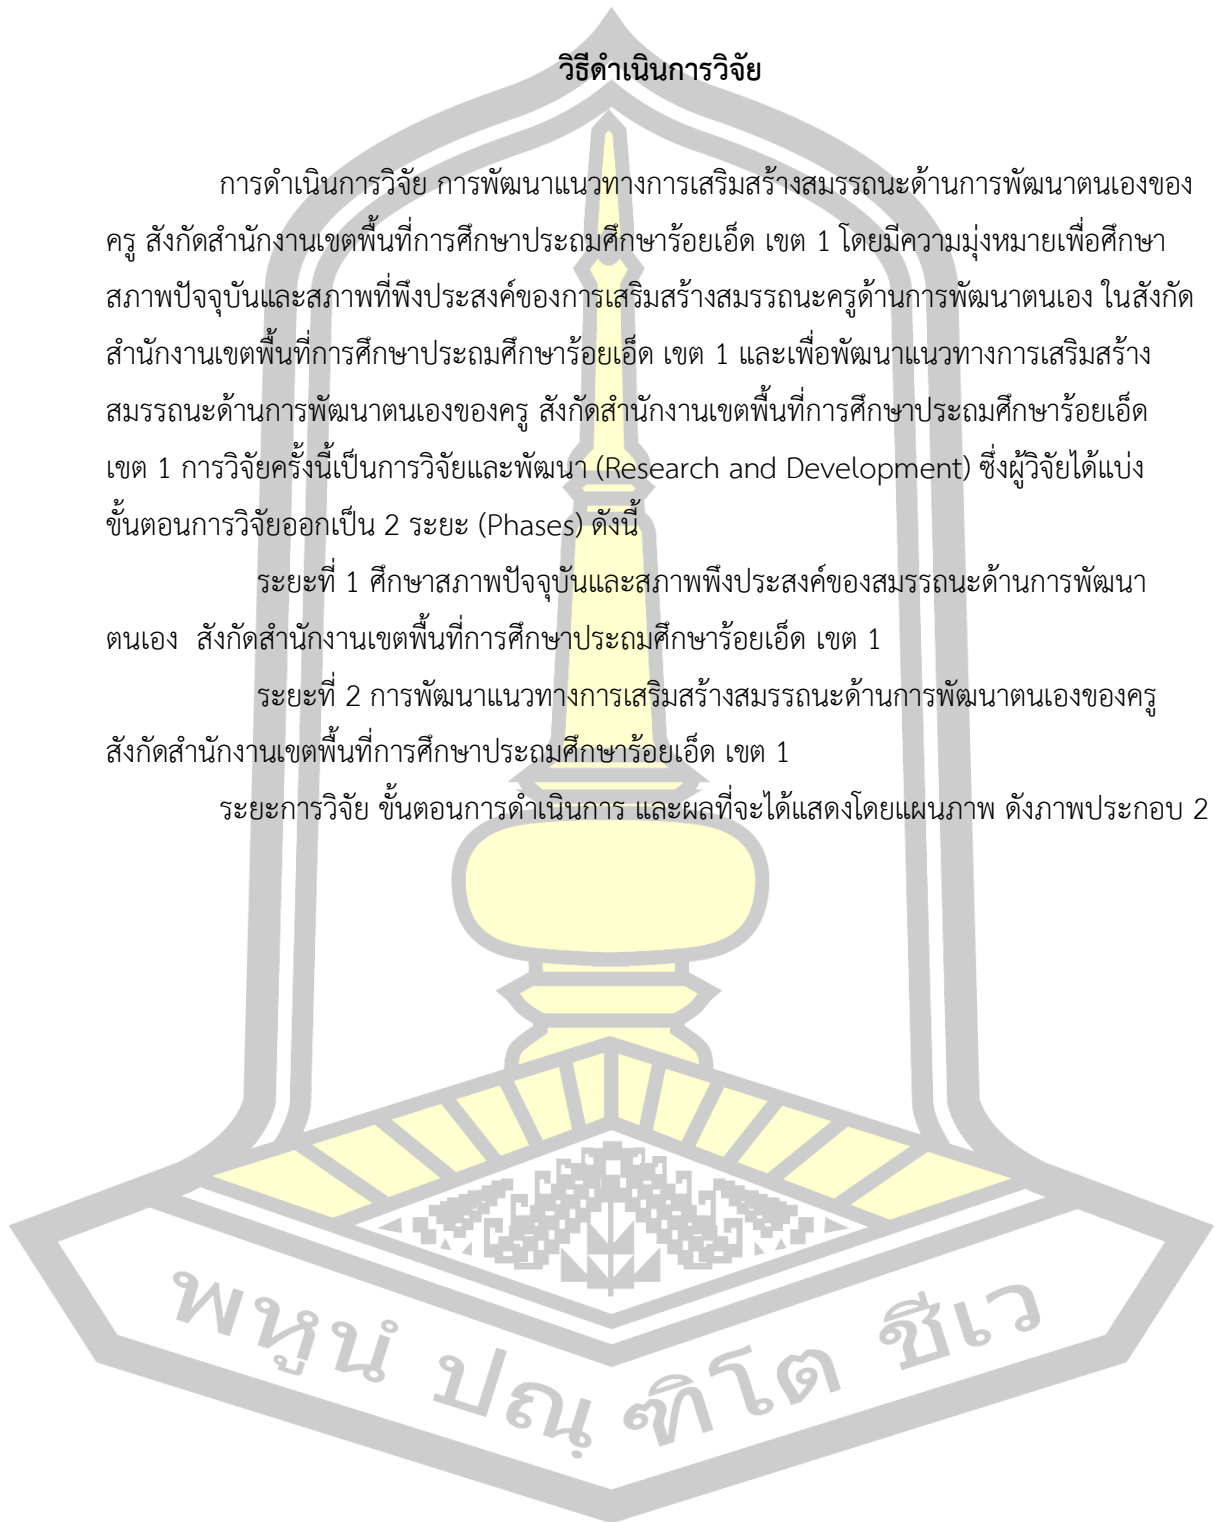 วิธีดำเนินการวิจัย
การดำเนินการวิจัย การพัฒนาแนวทางการเสริมสร้างสมรรถนะด้านการพัฒนาตนเองของ
ครู สังกัดสำนักงานเขตพื้นที่การศึกษาประถมศึกษาร้อยเอ็ด เขต 1 โดยมีความมุ่งหมายเพื่อศึกษา
สภาพปัจจุบันและสภาพที่พึงประสงค์ของการเสริมสร้างสมรรถนะครูด้านการพัฒนาตนเอง ในสังกัด
สำนักงานเขตพื้นที่การศึกษาประถมศึกษาร้อยเอ็ด เขต 1 และเพื่อพัฒนาแนวทางการเสริมสร้าง
สมรรถนะด้านการพัฒนาตนเองของครู สังกัดสำนักงานเขตพื้นที่การศึกษาประถมศึกษาร้อยเอ็ด
เขต 1 การวิจัยครั้งนี้เป็นการวิจัยและพัฒนา (Research and Development) ซึ่งผู้วิจัยได้แบ่ง
ขั้นตอนการวิจัยออกเป็น 2 ระยะ (Phases) ดังนี้
ระยะที่ 1 ศึกษาสภาพปัจจุบันและสภาพพึงประสงค์ของสมรรถนะด้านการพัฒนา
ตนเอง สังกัดสำนักงานเขตพื้นที่การศึกษาประถมศึกษาร้อยเอ็ด เขต 1
ระยะที่ 2 การพัฒนาแนวทางการเสริมสร้างสมรรถนะด้านการพัฒนาตนเองของครู
สังกัดสำนักงานเขตพื้นที่การศึกษาประถมศึกษาร้อยเอ็ด เขต 1
ระยะการวิจัย ขั้นตอนการดำเนินการ และผลที่จะได้แสดงโดยแผนภาพ ดังภาพประกอบ 2
พหูนํ ปณฺฑิโต ชีเว